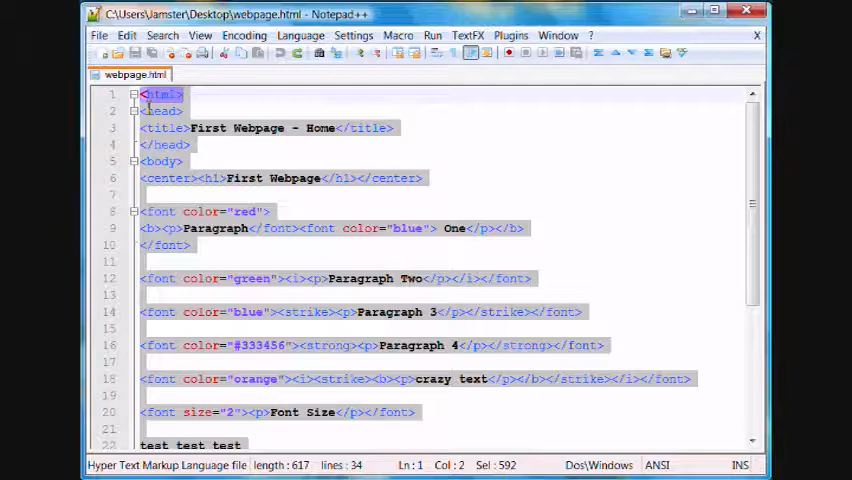 C:\Users\Jamster\Desktop\webpage.html - Notepad++
File Edit Search View Encoding Language Settings Macro Run TextFX Plugins Window ? X
webpage.html
1 <html>
2 <head>
3 <title>First Webpage - Home</title>
4 </head>
5 <body>
6 <center><h1>First Webpage</h1></center>
7
8 <font color="red">
9 <b><p>Paragraph</font><font color="blue"> One</p></b>
10 </font>
11
12 <font color="green"><i><p>Paragraph Two</p></i></font>
13
14 <font color="blue"><strike><p>Paragraph 3</p></strike></font>
15
16 <font color="#333456"><strong><p>Paragraph 4</p></strong></font>
17
18 <font color="orange"><i><strike><b><p>crazy text</p></b></strike></i></font>
19
20 <font size="2"><p>Font Size</p></font>
21
22 test test test
Hyper Text Markup Language file length : 617 lines : 34 Ln : 1 Col : 2 Sel : 592 Dos\Windows ANSI INS